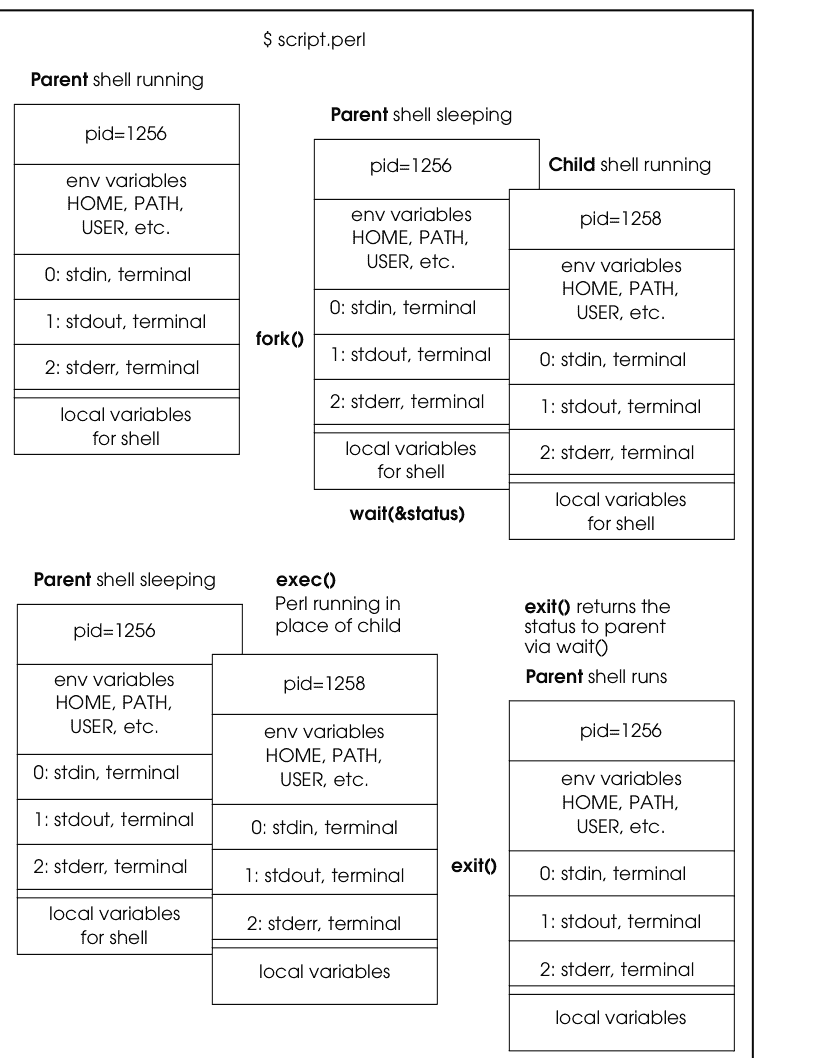 $ script.perl
Parent shell running
pid=1256
env variables
HOME, PATH,
USER, etc.
0: stdin, terminal
1: stdout, terminal
2: stderr, terminal
local variables
for shell
fork()
Parent shell sleeping
pid=1256
env variables
HOME, PATH,
USER, etc.
0: stdin, terminal
1: stdout, terminal
2: stderr, terminal
local variables
for shell
wait(&status)
Child shell running
pid=1258
env variables
HOME, PATH,
USER, etc.
0: stdin, terminal
1: stdout, terminal
2: stderr, terminal
local variables
for shell
Parent shell sleeping
pid=1256
env variables
HOME, PATH,
USER, etc.
0: stdin, terminal
1: stdout, terminal
2: stderr, terminal
local variables
for shell
exec()
Perl running in
place of child
pid=1258
env variables
HOME, PATH,
USER, etc.
0: stdin, terminal
1: stdout, terminal
2: stderr, terminal
local variables
exit()
exit() returns the
status to parent
via wait()
Parent shell runs
pid=1256
env variables
HOME, PATH,
USER, etc.
0: stdin, terminal
1: stdout, terminal
2: stderr, terminal
local variables